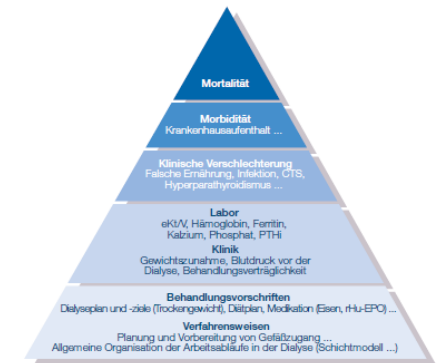 Mortalität
Morbidität
Krankenhausaufenthalt ...
Klinische Verschlechterung
Falsche Ernährung, Infektion, CTS,
Hyperparathyroidismus ...
Labor
eKt/V, Hämoglobin, Ferritin,
Kalzium, Phosphat, PTHi
Klinik
Gewichtszunahme, Blutdruck vor der
Dialyse, Behandlungsverträglichkeit
Behandlungsvorschriften
Dialyseplan und -ziele (Trockengewicht), Diätplan, Medikation (Eisen, rHu-EPO) ...
Verfahrensweisen
Planung und Vorbereitung von Gefäßzugang ...
Allgemeine Organisation der Arbeitsabläufe in der Dialyse (Schichtmodell ...)